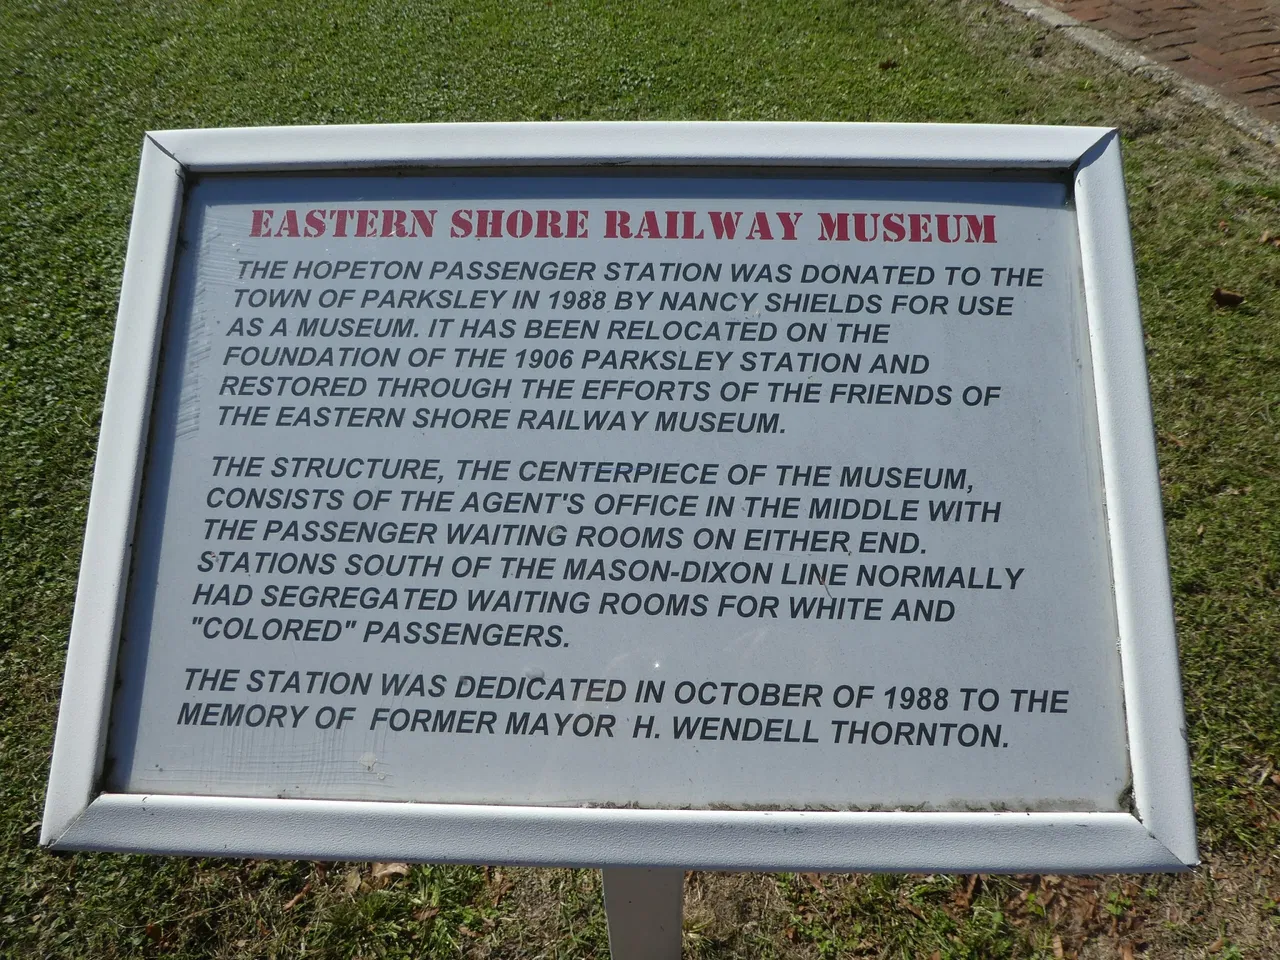 EASTERN SHORE RAILWAY MUSEUM
THE HOPETON PASSENGER STATION WAS DONATED TO THE
TOWN OF PARKSLEY IN 1988 BY NANCY SHIELDS FOR USE
AS A MUSEUM. IT HAS BEEN RELOCATED ON THE
FOUNDATION OF THE 1906 PARKSLEY STATION AND
RESTORED THROUGH THE EFFORTS OF THE FRIENDS OF
THE EASTERN SHORE RAILWAY MUSEUM.
THE STRUCTURE, THE CENTERPIECE OF THE MUSEUM,
CONSISTS OF THE AGENT'S OFFICE IN THE MIDDLE WITH
THE PASSENGER WAITING ROOMS ON EITHER END.
STATIONS SOUTH OF THE MASON-DIXON LINE NORMALLY
HAD SEGREGATED WAITING ROOMS FOR WHITE AND
"COLORED" PASSENGERS.
THE STATION WAS DEDICATED IN OCTOBER OF 1988 TO THE
MEMORY OF FORMER MAYOR H. WENDELL THORNTON.